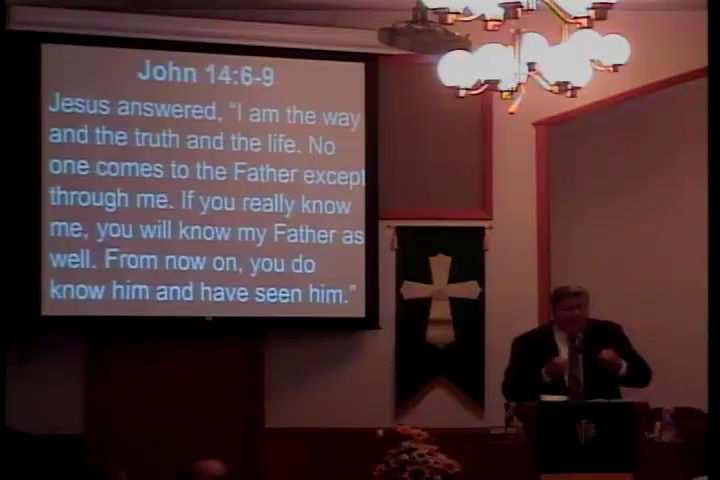 John 14:6-9
Jesus answered, “I am the way
and the truth and the life. No
one comes to the Father except
through me. If you really know
me, you will know my Father as
well. From now on, you do
know him and have seen him.”